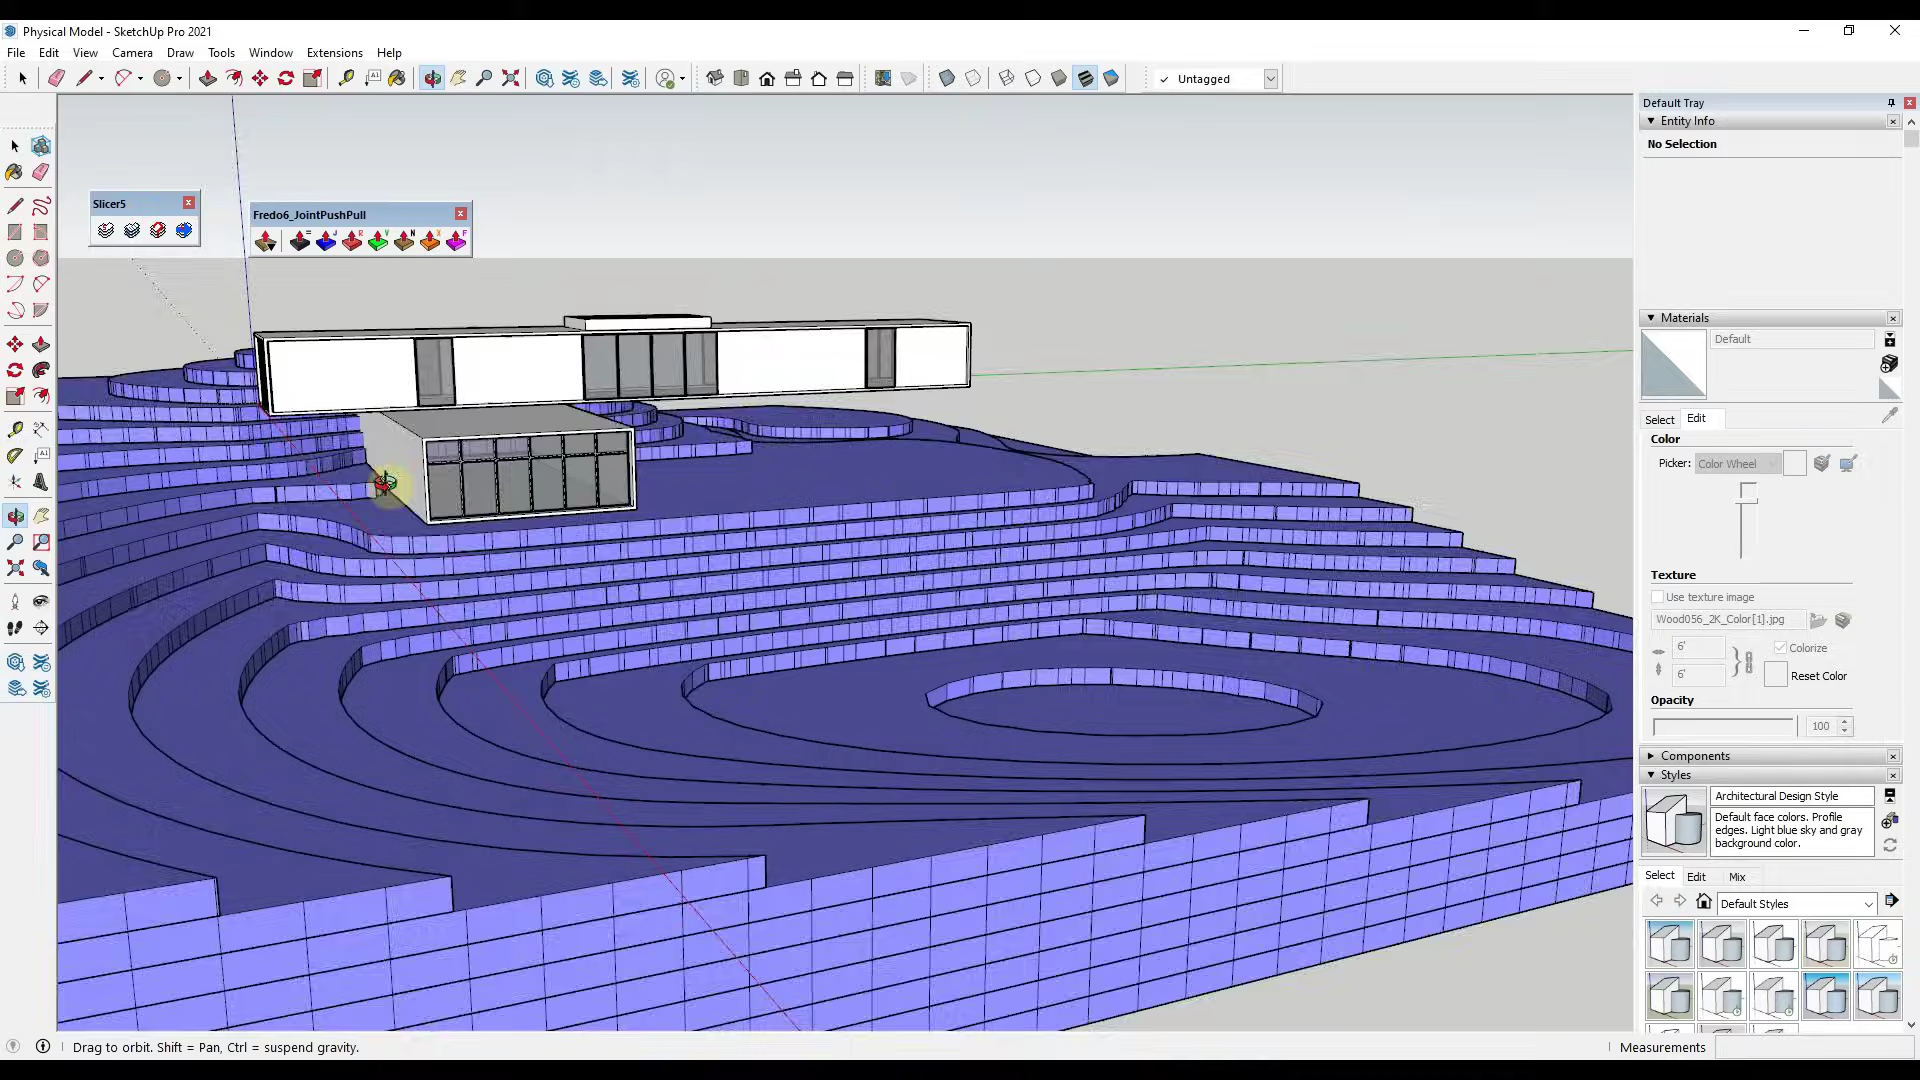 Physical Model - SketchUp Pro 2021
File Edit View Camera Draw Tools Window Extensions Help
Untagged
Default Tray
Entity Info
No Selection
Slicer5
Fredo6_JointPushPull
Materials
Default
Select Edit
Color
Picker: Color Wheel
Texture
Use texture image
Wood056_2K_Color[1].jpg
6'
Colorize
6'
Reset Color
Opacity
100
Components
Styles
Architectural Design Style
Default face colors. Profile
edges. Light blue sky and gray
background color.
Select Edit Mix
Default Styles
Drag to orbit. Shift = Pan, Ctrl = suspend gravity.
Measurements